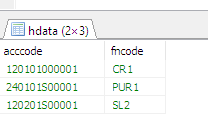 hdata (2×3)
acccode fncode
120101000001 CR1
240101S00001 PUR1
120201S00001 SL2